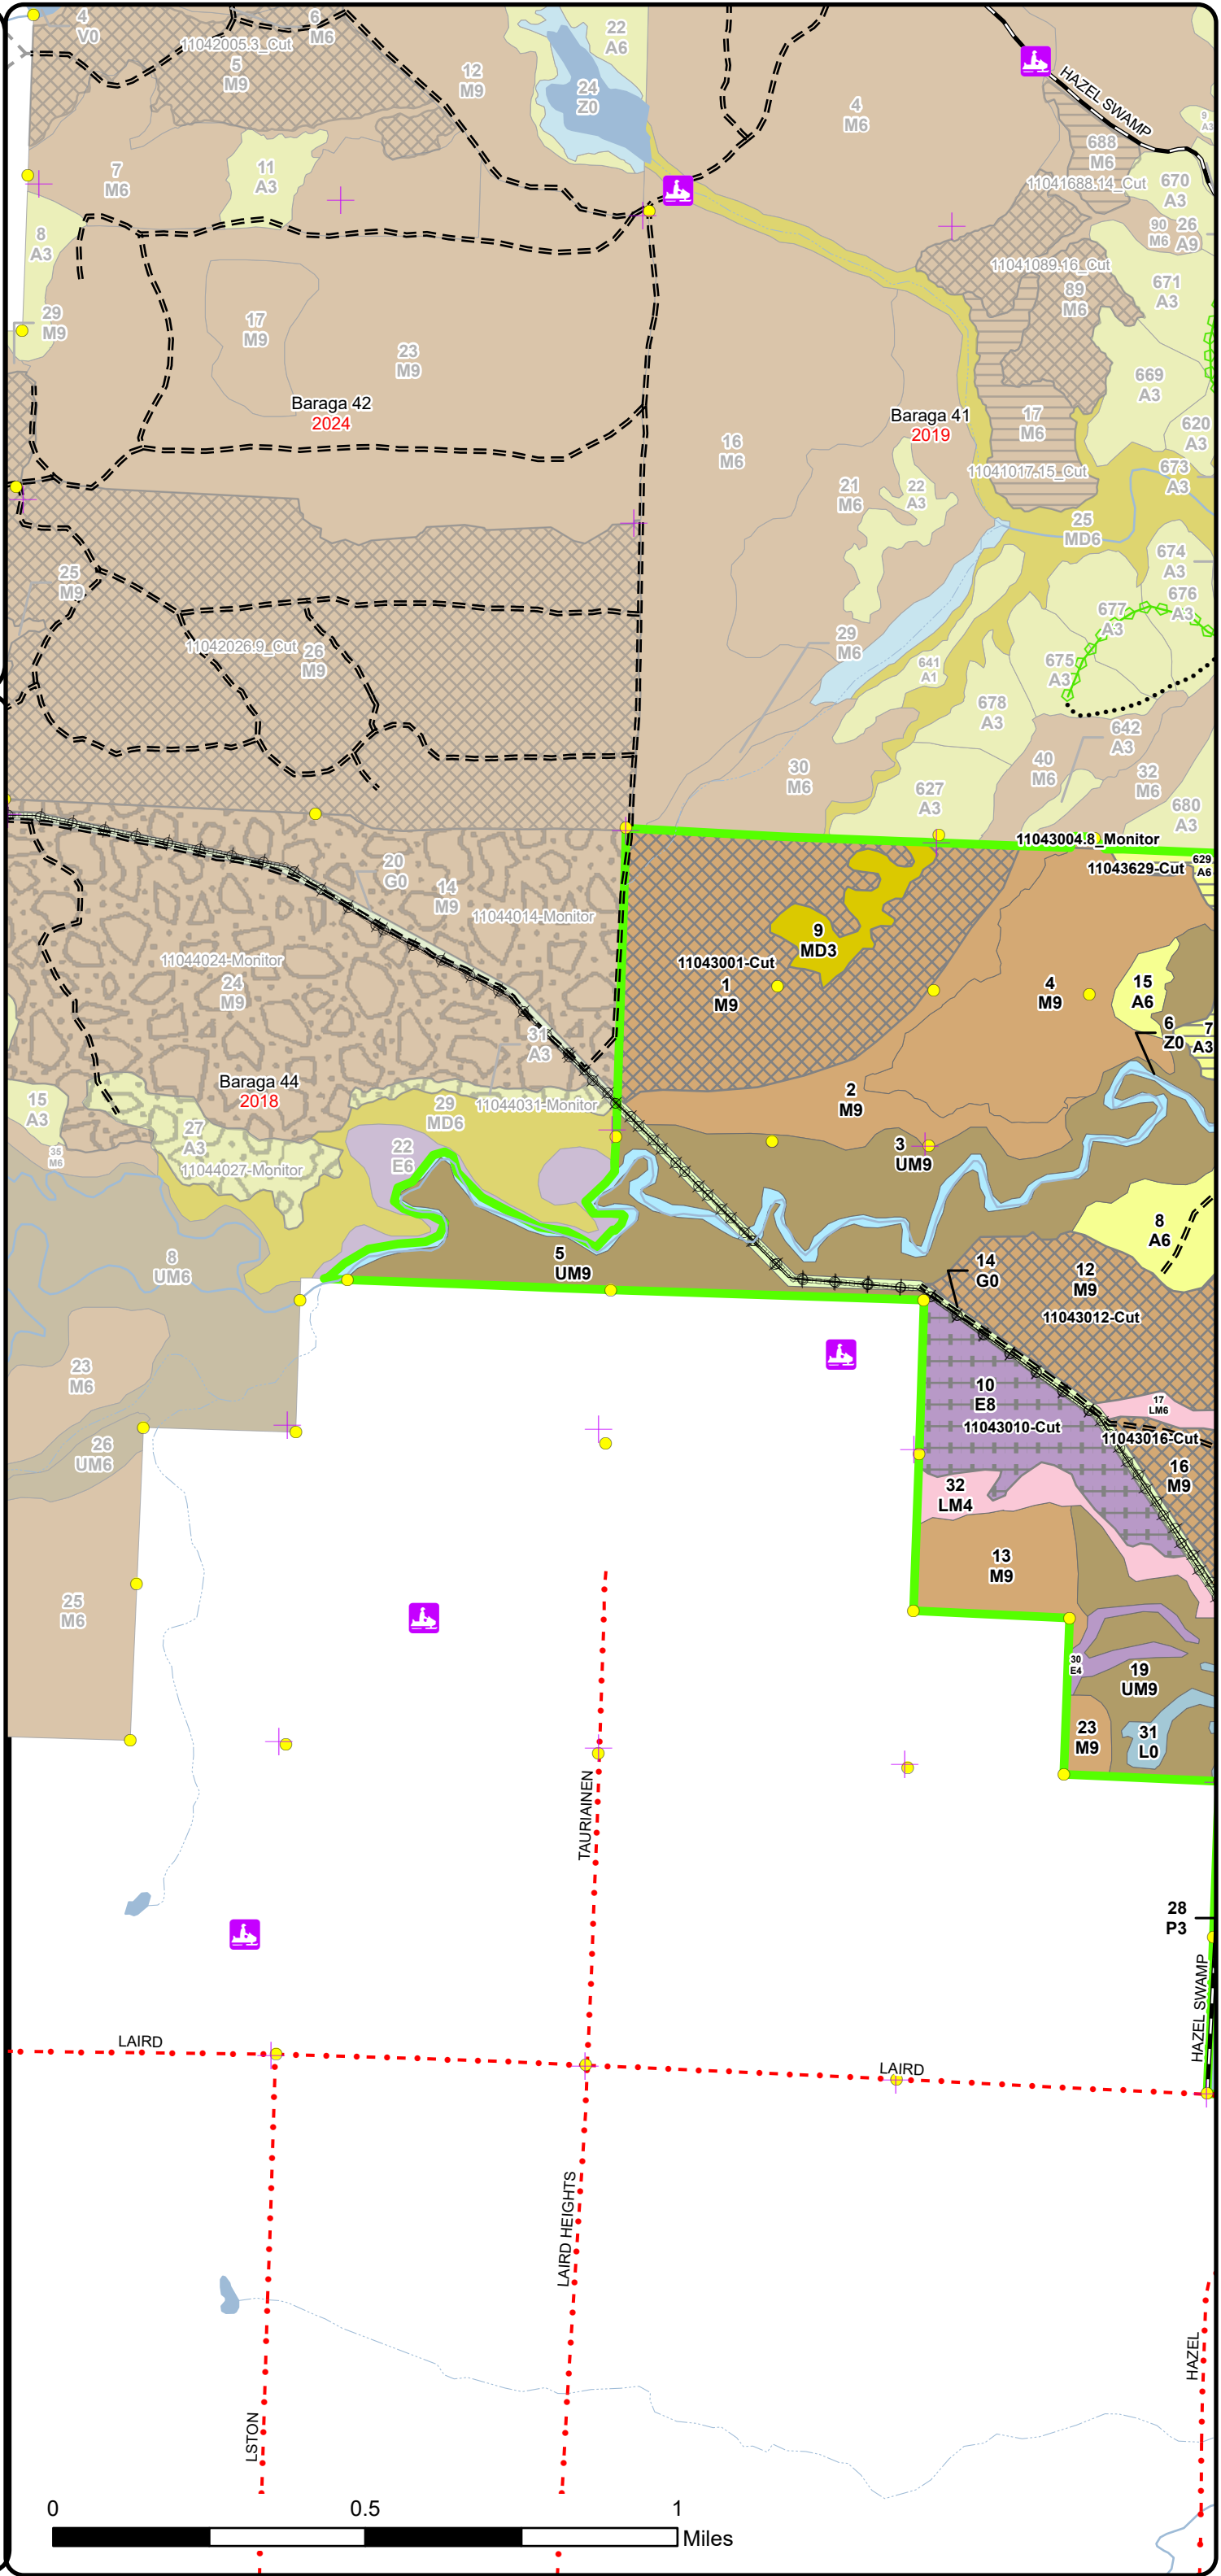 4
V0
11042005.3_Cut
5
M9
6
M6
12
M9
22
A6
24
Z0
4
M6
HAZEL SWAMP
9
A3
688
M6
11041688.14_Cut
670
A3
7
M6
11
A3
8
A3
90
M6
26
A9
11041089.16_Cut
89
M6
671
A3
29
M9
17
M9
23
M9
Baraga 42
2024
669
A3
Baraga 41
2019
17
M6
620
A3
16
M6
11041017.15_Cut
673
A3
21
M6
22
A3
25
MD6
674
A3
25
M9
676
A3
677
A3
11042026.9_Cut
26
M9
29
M6
641
A1
675
A3
678
A3
642
A3
40
M6
32
M6
30
M6
627
A3
680
A3
11043004.8_Monitor
11043629-Cut
629
A6
20
G0
14
M9
11044014-Monitor
9
MD3
11044024-Monitor
24
M9
11043001-Cut
1
M9
4
M9
15
A6
6
Z0
7
A3
31
A3
Baraga 44
2018
2
M9
15
A3
29
MD6
11044031-Monitor
27
A3
35
M6
22
E6
3
UM9
11044027-Monitor
8
A6
8
UM6
5
UM9
14
G0
12
M9
11043012-Cut
23
M6
10
E8
11043010-Cut
17
LM6
11043016-Cut
26
UM6
16
M9
32
LM4
13
M9
25
M6
30
E4
19
UM9
23
M9
31
L0
TAURIAINEN
28
P3
HAZEL SWAMP
LAIRD
LAIRD
LAIRD HEIGHTS
HAZEL
LSTON
0 0.5 1
Miles